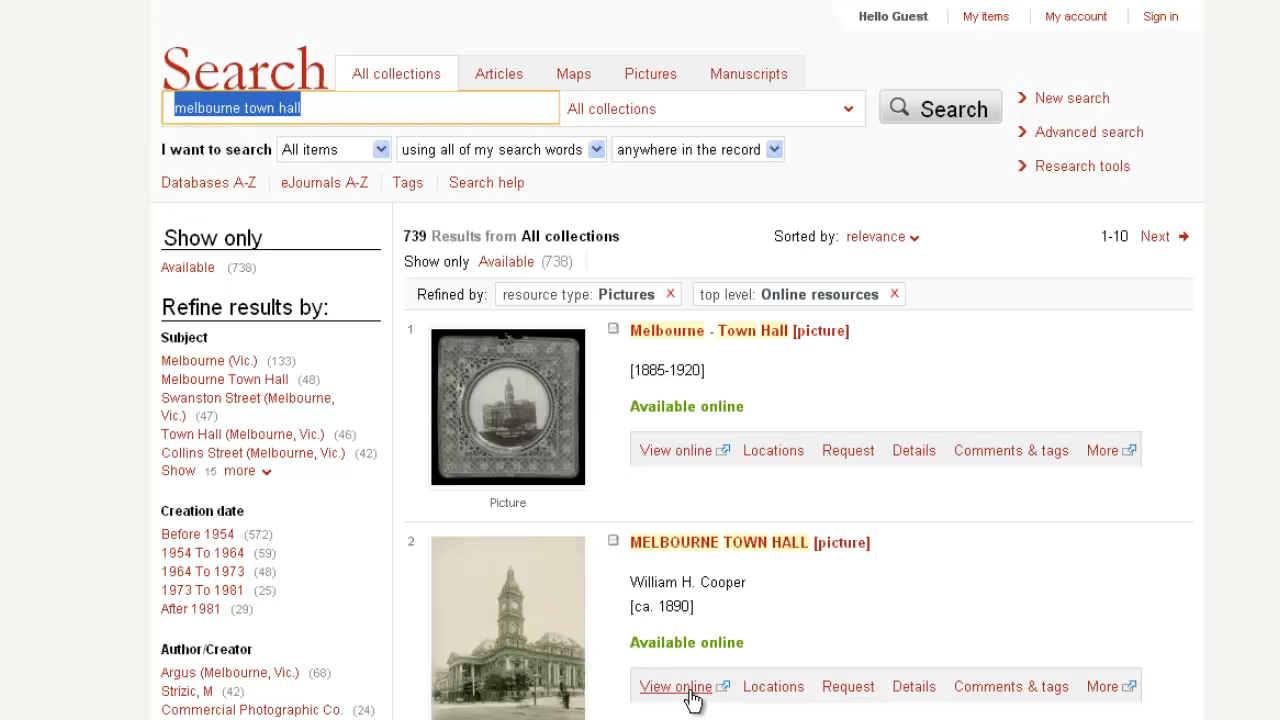 Hello Guest My items My account Sign in
Search All collections Articles Maps Pictures Manuscripts
melbourne town hall All collections Search
New search
Advanced search
Research tools
I want to search All items using all of my search words anywhere in the record
Databases A-Z eJournals A-Z Tags Search help
Show only
Available (738)
Refine results by:
Subject
Melbourne (Vic.) (133)
Melbourne Town Hall (48)
Swanston Street (Melbourne,
Vic.) (47)
Town Hall (Melbourne, Vic.) (46)
Collins Street (Melbourne, Vic.) (42)
Show 15 more
Creation date
Before 1954 (572)
1954 To 1964 (59)
1964 To 1973 (48)
1973 To 1981 (25)
After 1981 (29)
Author/Creator
Argus (Melbourne, Vic.) (68)
Strizic, M (42)
Commercial Photographic Co. (24)
739 Results from All collections Sorted by: relevance 1-10 Next
Show only Available (738)
Refined by: resource type: Pictures X top level: Online resources X
1 Melbourne - Town Hall [picture]
[1885-1920]
Available online
View online Locations Request Details Comments & tags More
Picture
2 MELBOURNE TOWN HALL [picture]
William H. Cooper
[ca. 1890]
Available online
View online Locations Request Details Comments & tags More